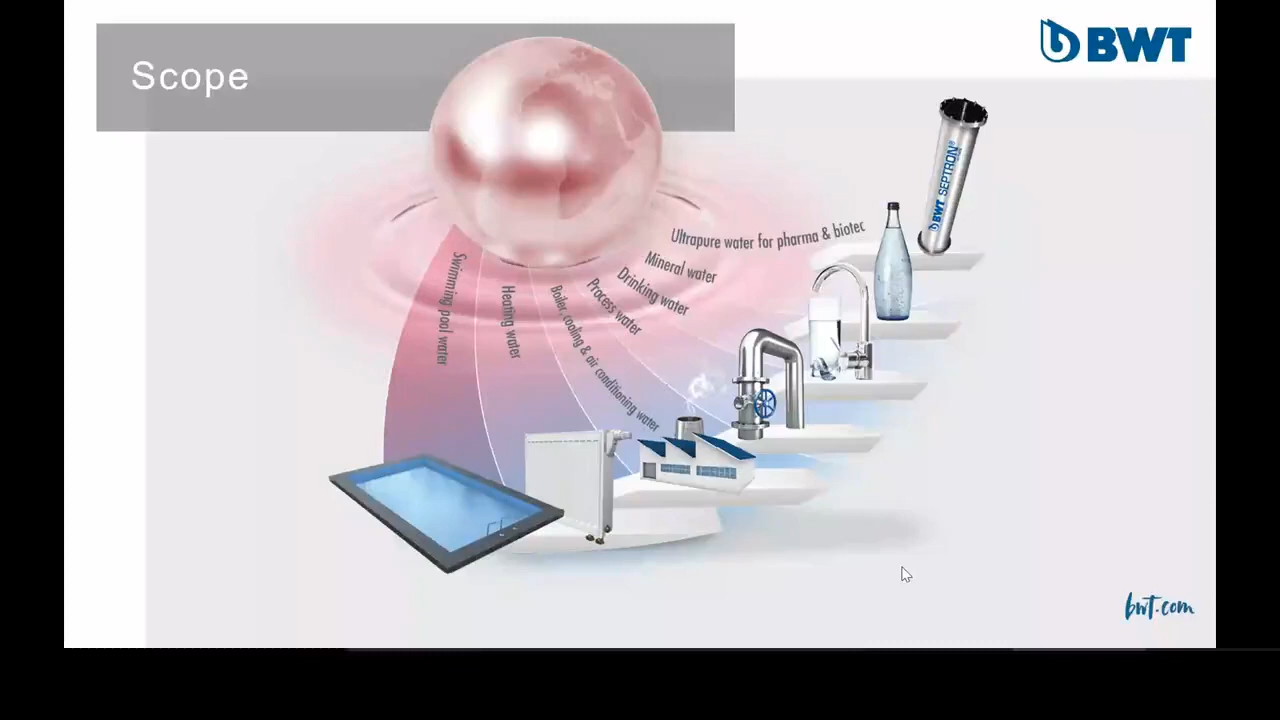 Scope
BWT
BWT SEPTRON®
Ultrapure water for pharma & biotec
Mineral water
Drinking water
Process water
Boiler, cooling & air conditioning water
Heating water
Swimming pool water
bwt.com